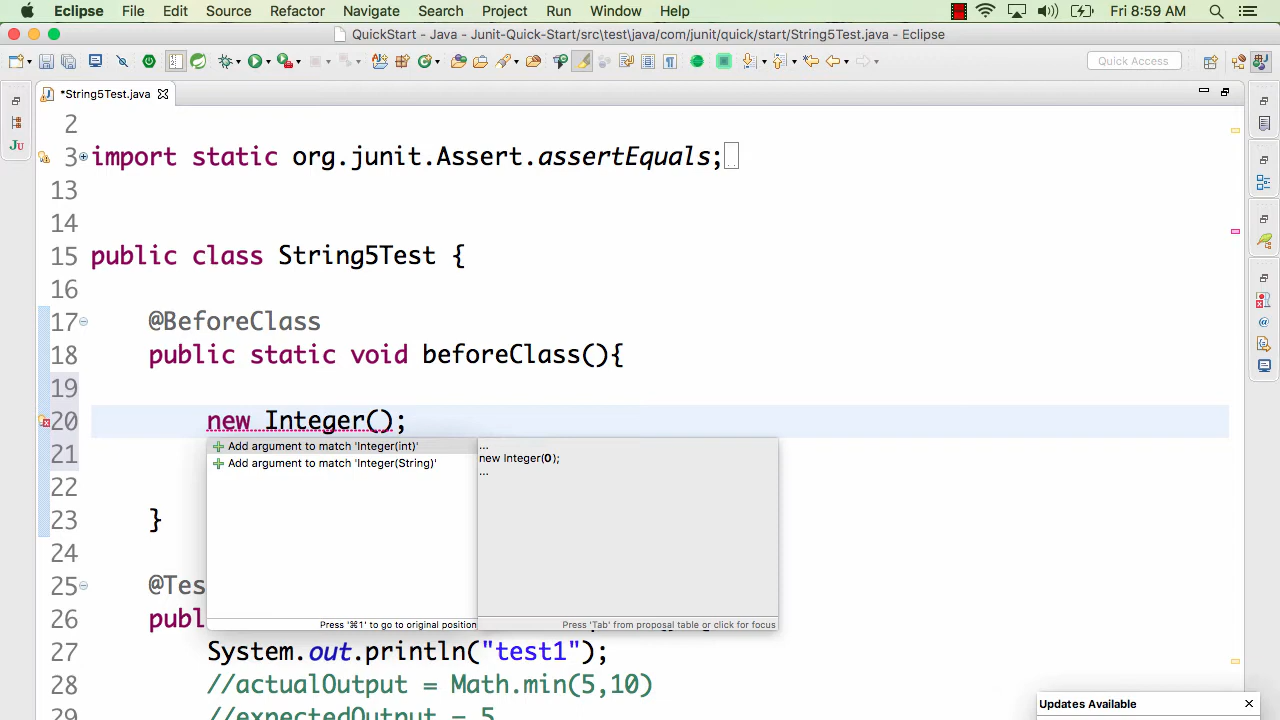 Eclipse File Edit Source Refactor Navigate Search Project Run Window Help Fri 8:59 AM
QuickStart - Java - Junit-Quick-Start/src/test/java/com/junit/quick/start/String5Test.java - Eclipse
Quick Access
*String5Test.java
2
3 import static org.junit.Assert.assertEquals;
13
14
15 public class String5Test {
16
17 @BeforeClass
18 public static void beforeClass(){
19
20 new Integer();
21
22
23 }
24
25 @Tes
26 publ
27 System.out.println("test1");
28 //actualOutput = Math.min(5,10)
29 //expectedOutput = 5
Add argument to match 'Integer(int)'
Add argument to match 'Integer(String)'
Press '⌘1' to go to original position
...
new Integer(0);
...
Press 'Tab' from proposal table or click for focus
Updates Available